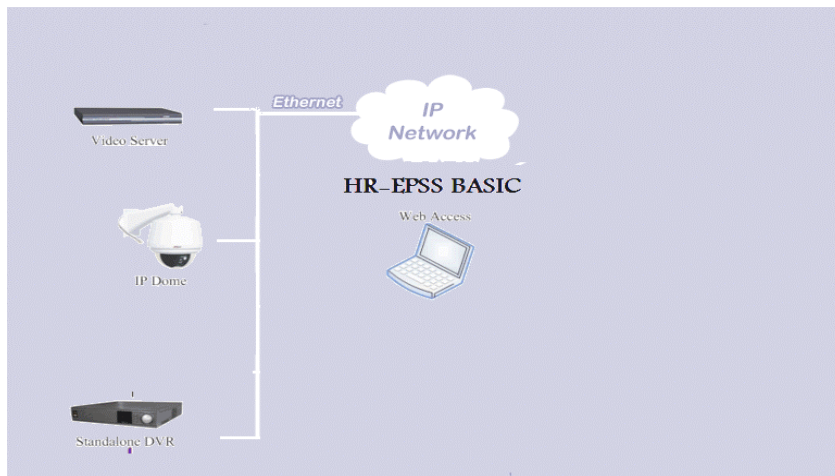 Ethernet
IP
Network
Video Server
HR-EPSS BASIC
Web Access
IP Dome
Standalone DVR